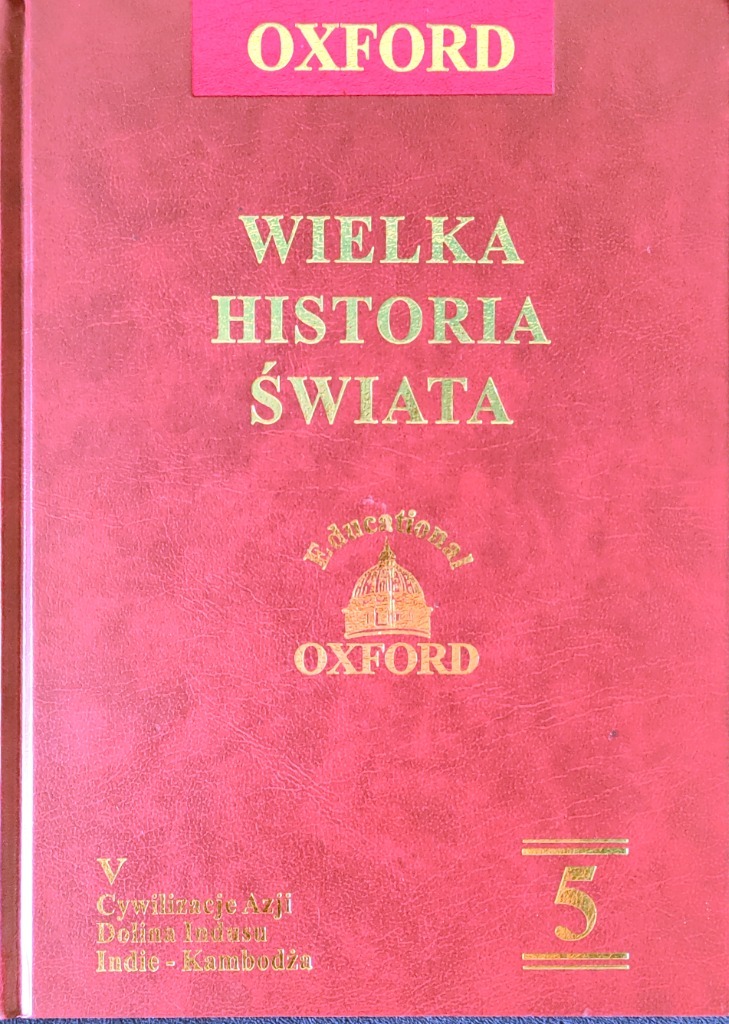 OXFORD
WIELKA
HISTORIA
ŚWIATA
Educational
OXFORD
V
Cywilizacje Azji
Dolina Indusu
Indie - Kambodża
5